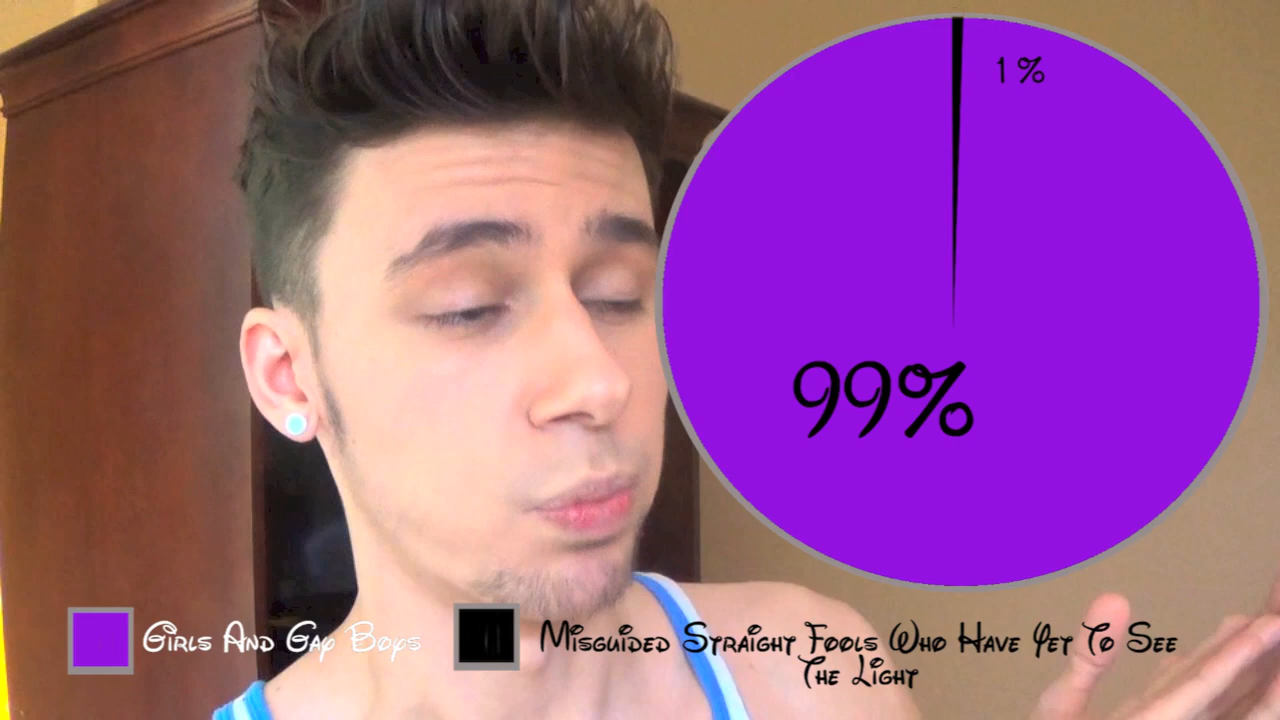 1%
99%
Girls And Gay Boys
Misguided Straight Fools Who Have Yet To See
The Light